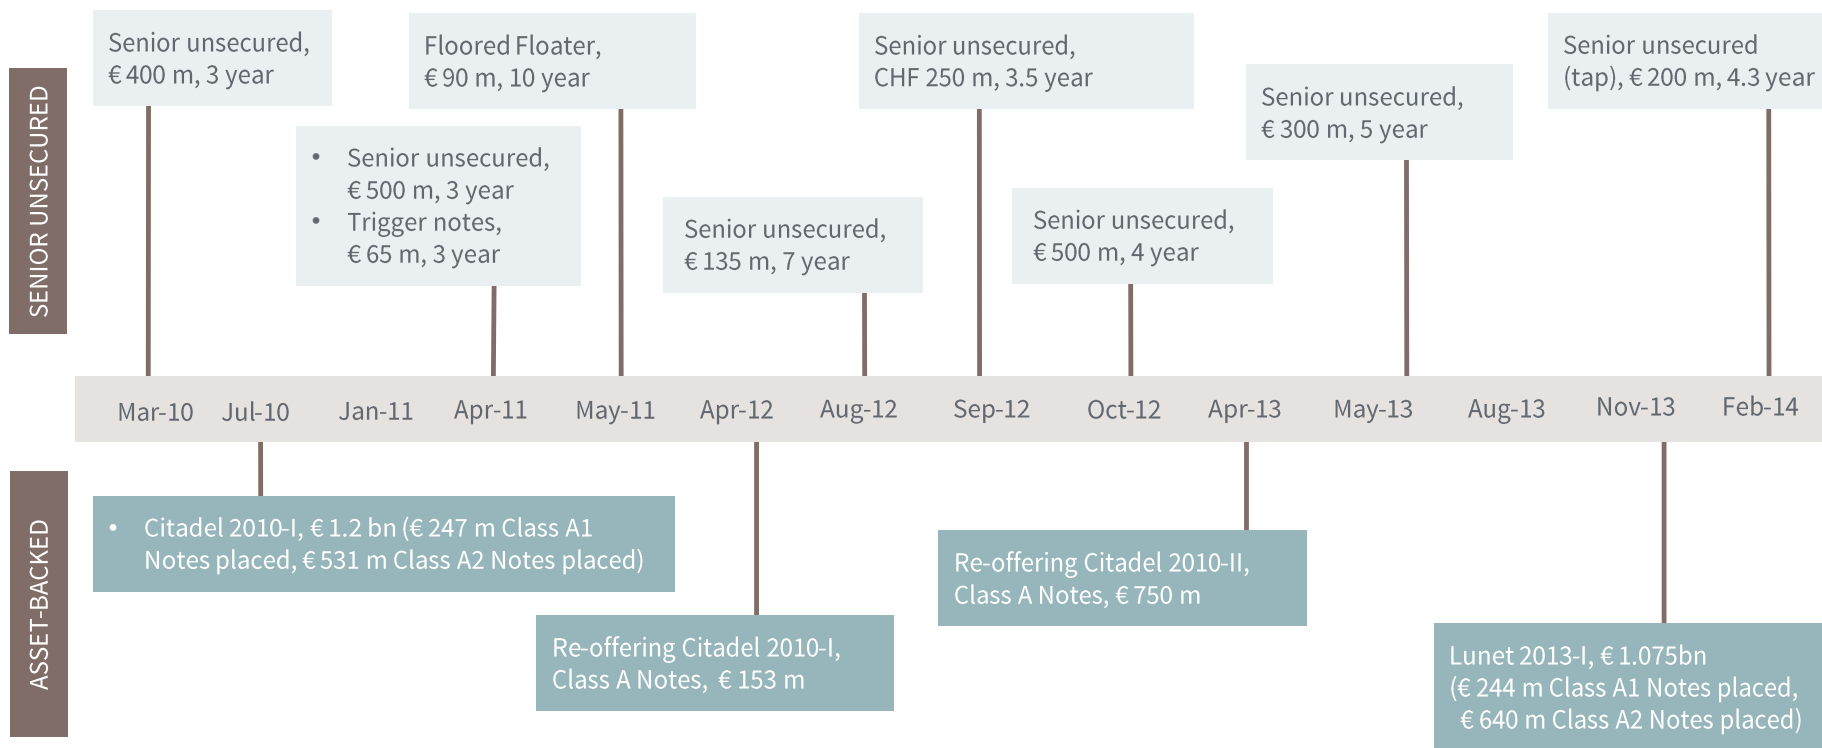 SENIOR UNSECURED
Senior unsecured,
€ 400 m, 3 year
• Senior unsecured,
€ 500 m, 3 year
• Trigger notes,
€ 65 m, 3 year
Floored Floater,
€ 90 m, 10 year
Senior unsecured,
€ 135 m, 7 year
Senior unsecured,
CHF 250 m, 3.5 year
Senior unsecured,
€ 500 m, 4 year
Senior unsecured,
€ 300 m, 5 year
Senior unsecured
(tap), € 200 m, 4.3 year
Mar-10 Jul-10 Jan-11 Apr-11 May-11 Apr-12 Aug-12 Sep-12 Oct-12 Apr-13 May-13 Aug-13 Nov-13 Feb-14
ASSET-BACKED
• Citadel 2010-I, € 1.2 bn (€ 247 m Class A1
Notes placed, € 531 m Class A2 Notes placed)
Re-offering Citadel 2010-I,
Class A Notes, € 153 m
Re-offering Citadel 2010-II,
Class A Notes, € 750 m
Lunet 2013-I, € 1.075bn
(€ 244 m Class A1 Notes placed,
€ 640 m Class A2 Notes placed)